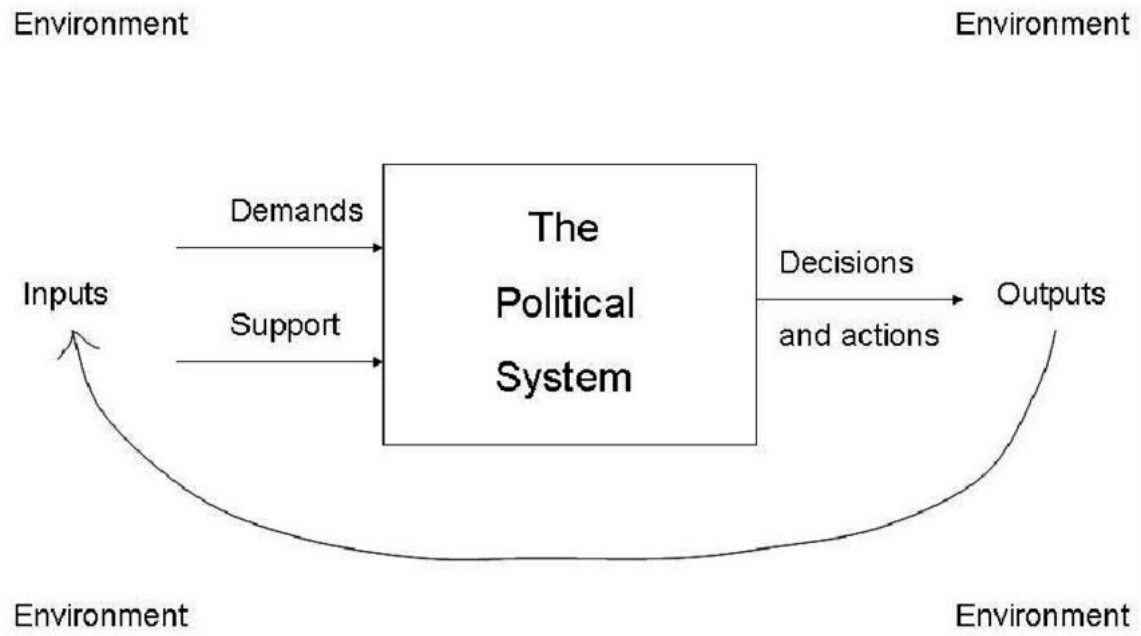 Environment
Environment
Demands
Inputs
Support
The
Political
System
Decisions
and actions
Outputs
Environment
Environment